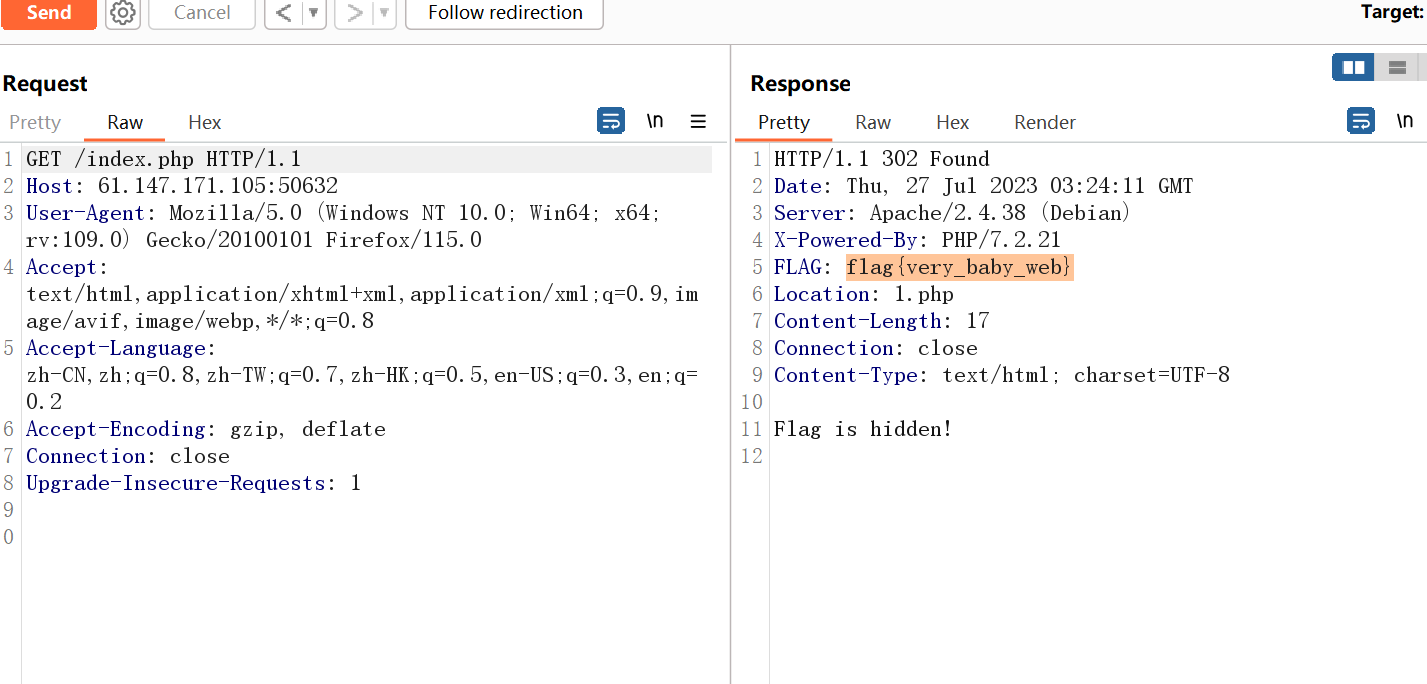 Send Cancel < > Follow redirection Target:
Request
Pretty Raw Hex \n
1 GET /index.php HTTP/1.1
2 Host: 61.147.171.105:50632
3 User-Agent: Mozilla/5.0 (Windows NT 10.0; Win64; x64;
rv:109.0) Gecko/20100101 Firefox/115.0
4 Accept:
text/html,application/xhtml+xml,application/xml;q=0.9,im
age/avif,image/webp,*/*;q=0.8
5 Accept-Language:
zh-CN,zh;q=0.8,zh-TW;q=0.7,zh-HK;q=0.5,en-US;q=0.3,en;q=
0.2
6 Accept-Encoding: gzip, deflate
7 Connection: close
8 Upgrade-Insecure-Requests: 1
9
0
Response
Pretty Raw Hex Render \n
1 HTTP/1.1 302 Found
2 Date: Thu, 27 Jul 2023 03:24:11 GMT
3 Server: Apache/2.4.38 (Debian)
4 X-Powered-By: PHP/7.2.21
5 FLAG: flag{very_baby_web}
6 Location: 1.php
7 Content-Length: 17
8 Connection: close
9 Content-Type: text/html; charset=UTF-8
10
11 Flag is hidden!
12